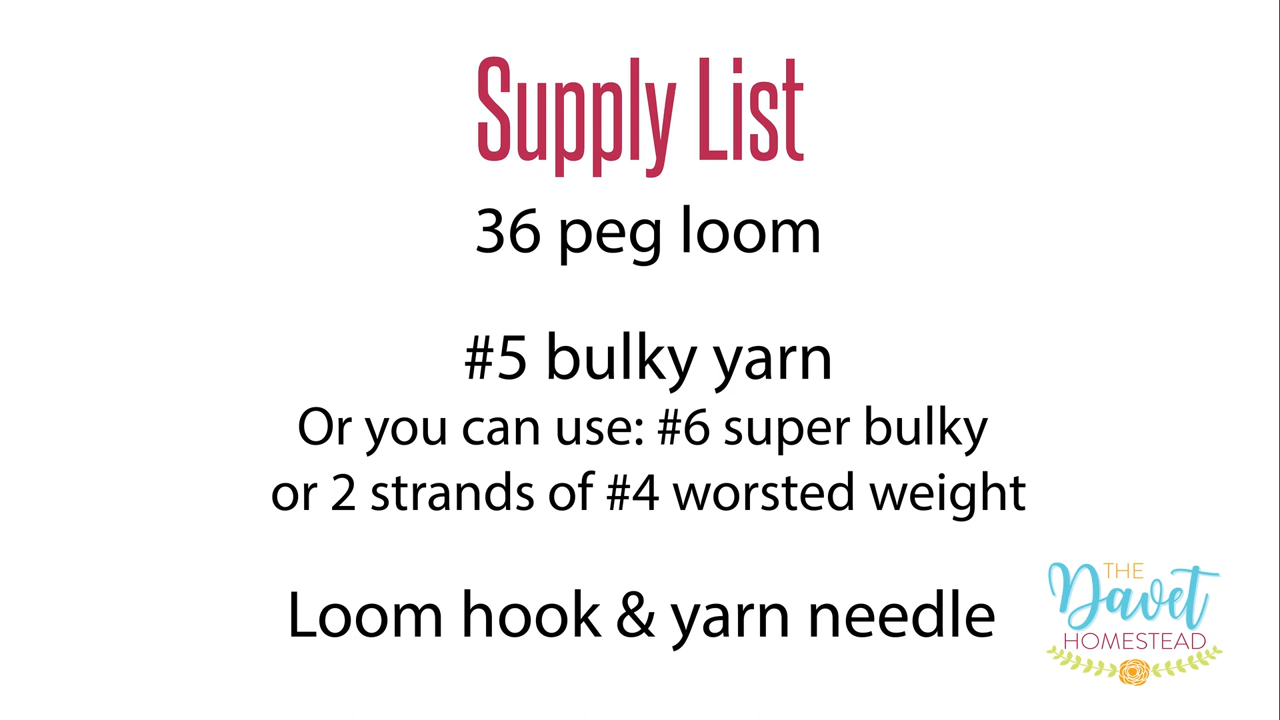 Supply List
36 peg loom
#5 bulky yarn
Or you can use: #6 super bulky
or 2 strands of #4 worsted weight
Loom hook & yarn needle
THE
Davet
HOMESTEAD